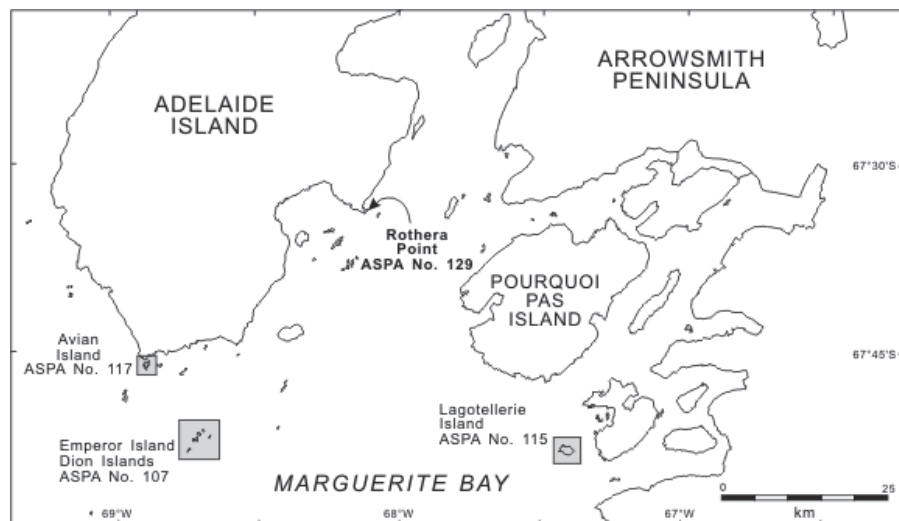 ARROWSMITH
PENINSULA
ADELAIDE
ISLAND
67°30'S
Rothera
Point
ASPA No. 129
POURQUOI
PAS
ISLAND
Avian
Island
ASPA No. 117
67°45'S
Lagotellerie
Island
ASPA No. 115
Emperor Island
Dion Islands
ASPA No. 107
MARGUERITE BAY
0
25
km
69°W
68°W
67°W